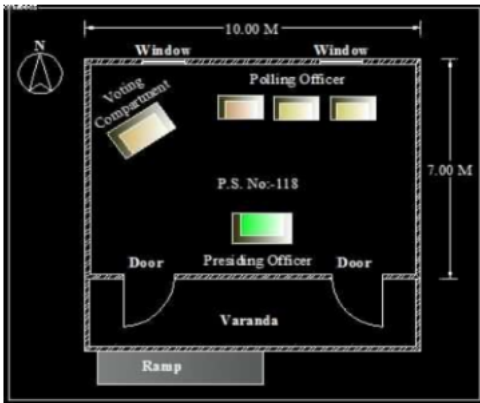 10.00 M
N
Window
Window
Polling Officer
Voting
Compartment
7.00 M
P.S. No:-118
Presiding Officer
Door
Door
Varanda
Ramp